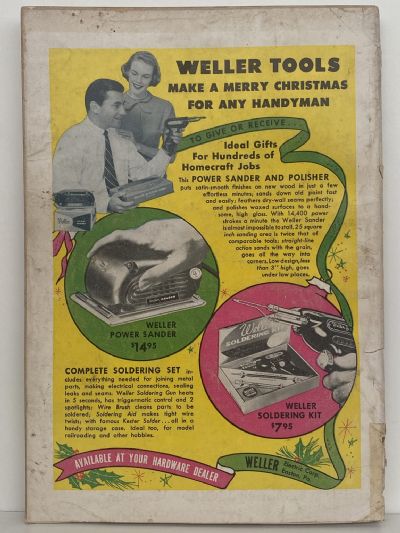 WELLER TOOLS
MAKE A MERRY CHRISTMAS
FOR ANY HANDYMAN
TO GIVE OR RECEIVE...
Ideal Gifts
For Hundreds of
Homecraft Jobs
This POWER SANDER AND POLISHER
puts satin-smooth finishes on new wood in just a few
effortless minutes; sands down old paint fast
and easily; feathers dry-wall seams perfectly;
and polishes waxed surfaces to a hand-
some, high gloss. With 14,400 power
strokes a minute the Weller Sander
is almost impossible to stall, 25 square
inch sanding area is twice that of
comparable tools; straight-line
action sands with the grain,
goes all the way into
corners. Low design, less
than 3" high, goes
under low places.
WELLER
POWER SANDER
$14.95
Weller
SOLDERING KIT
WELLER
SOLDERING KIT
$7.95
COMPLETE SOLDERING SET in-
cludes everything needed for joining metal
parts, making electrical connections, sealing
leaks and seams. Weller Soldering Gun heats
in 5 seconds, has triggermatic control and 2
spotlights; Wire Brush cleans parts to be
soldered; Soldering Aid makes tight wire
twists; with famous Kester Solder...all in a
handy storage case. Ideal too, for model
railroading and other hobbies.
AVAILABLE AT YOUR HARDWARE DEALER
WELLER Electric Corp.
Easton, Pa.